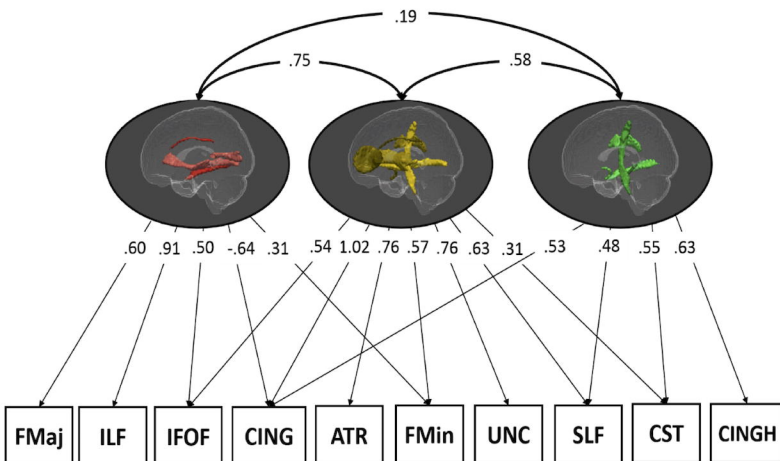 .19
.75
.58
.60 .91 .50 -.64 .31 .54 1.02 .76 .57 .76 .63 .31 .53 .48 .55 .63
FMaj ILF IFOF CING ATR FMin UNC SLF CST CINGH